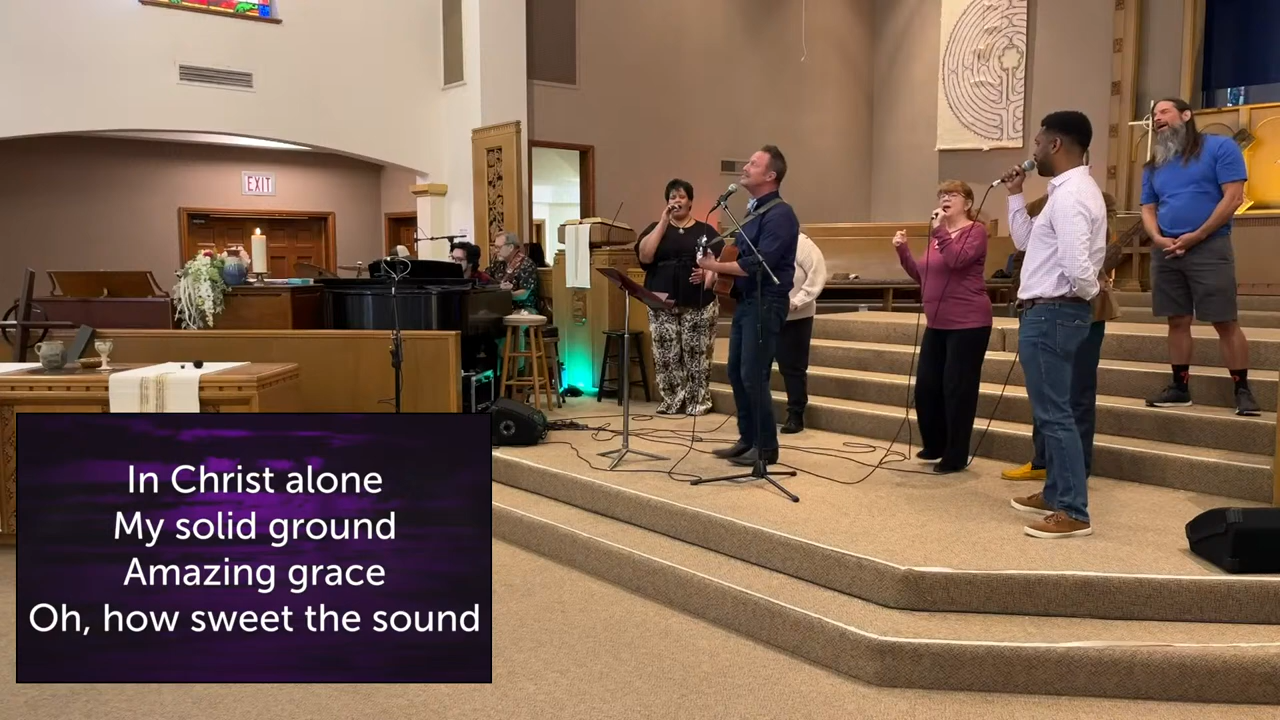 EXIT
In Christ alone
My solid ground
Amazing grace
Oh, how sweet the sound